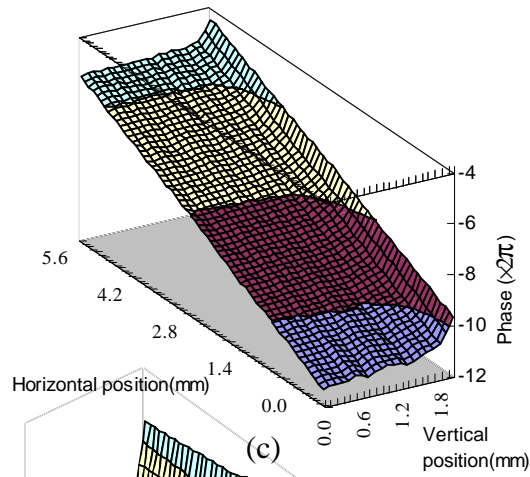 -4
-6
-8
-10
-12
Phase (×2π)
5.6
4.2
2.8
1.4
0.0
Horizontal position(mm)
0.0
0.6
1.2
1.8
Vertical
position(mm)
(c)